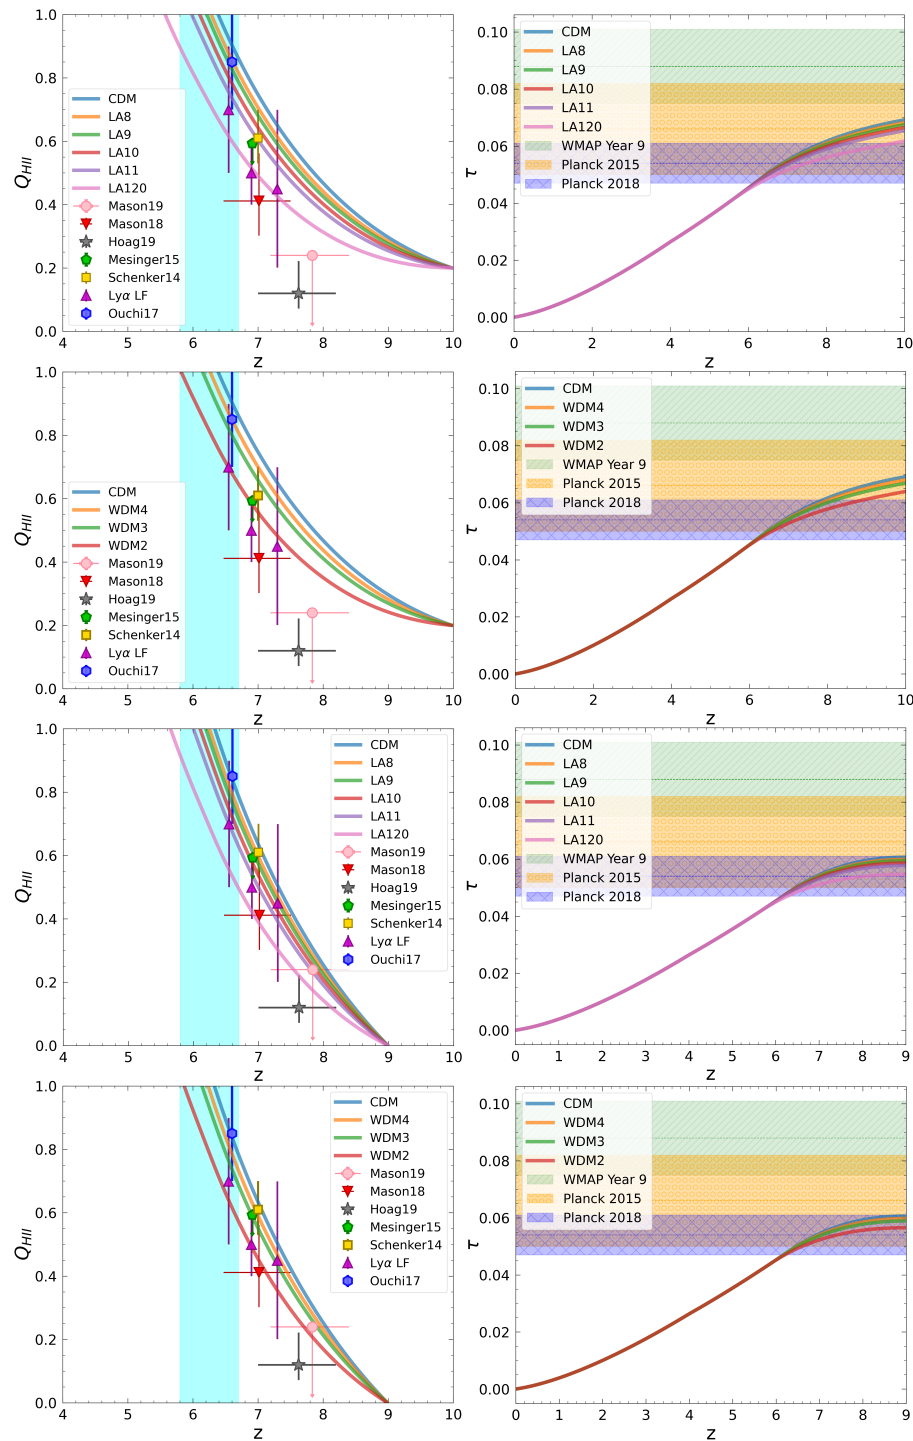 1.0
0.8
0.6
0.4
0.2
0.0
Q_HII
CDM
LA8
LA9
LA10
LA11
LA120
Mason19
Mason18
Hoag19
Mesinger15
Schenker14
Lyα LF
Ouchi17
4 5 6 7 8 9 10
z
0.10
0.08
0.06
0.04
0.02
0.00
τ
CDM
LA8
LA9
LA10
LA11
LA120
WMAP Year 9
Planck 2015
Planck 2018
0 2 4 6 8 10
z
1.0
0.8
0.6
0.4
0.2
0.0
Q_HII
CDM
WDM4
WDM3
WDM2
Mason19
Mason18
Hoag19
Mesinger15
Schenker14
Lyα LF
Ouchi17
4 5 6 7 8 9 10
z
0.10
0.08
0.06
0.04
0.02
0.00
τ
CDM
WDM4
WDM3
WDM2
WMAP Year 9
Planck 2015
Planck 2018
0 2 4 6 8 10
z
1.0
0.8
0.6
0.4
0.2
0.0
Q_HII
CDM
LA8
LA9
LA10
LA11
LA120
Mason19
Mason18
Hoag19
Mesinger15
Schenker14
Lyα LF
Ouchi17
4 5 6 7 8 9 10
z
0.10
0.08
0.06
0.04
0.02
0.00
τ
CDM
LA8
LA9
LA10
LA11
LA120
WMAP Year 9
Planck 2015
Planck 2018
0 1 2 3 4 5 6 7 8 9
z
1.0
0.8
0.6
0.4
0.2
0.0
Q_HII
CDM
WDM4
WDM3
WDM2
Mason19
Mason18
Hoag19
Mesinger15
Schenker14
Lyα LF
Ouchi17
4 5 6 7 8 9 10
z
0.10
0.08
0.06
0.04
0.02
0.00
τ
CDM
WDM4
WDM3
WDM2
WMAP Year 9
Planck 2015
Planck 2018
0 1 2 3 4 5 6 7 8 9
z